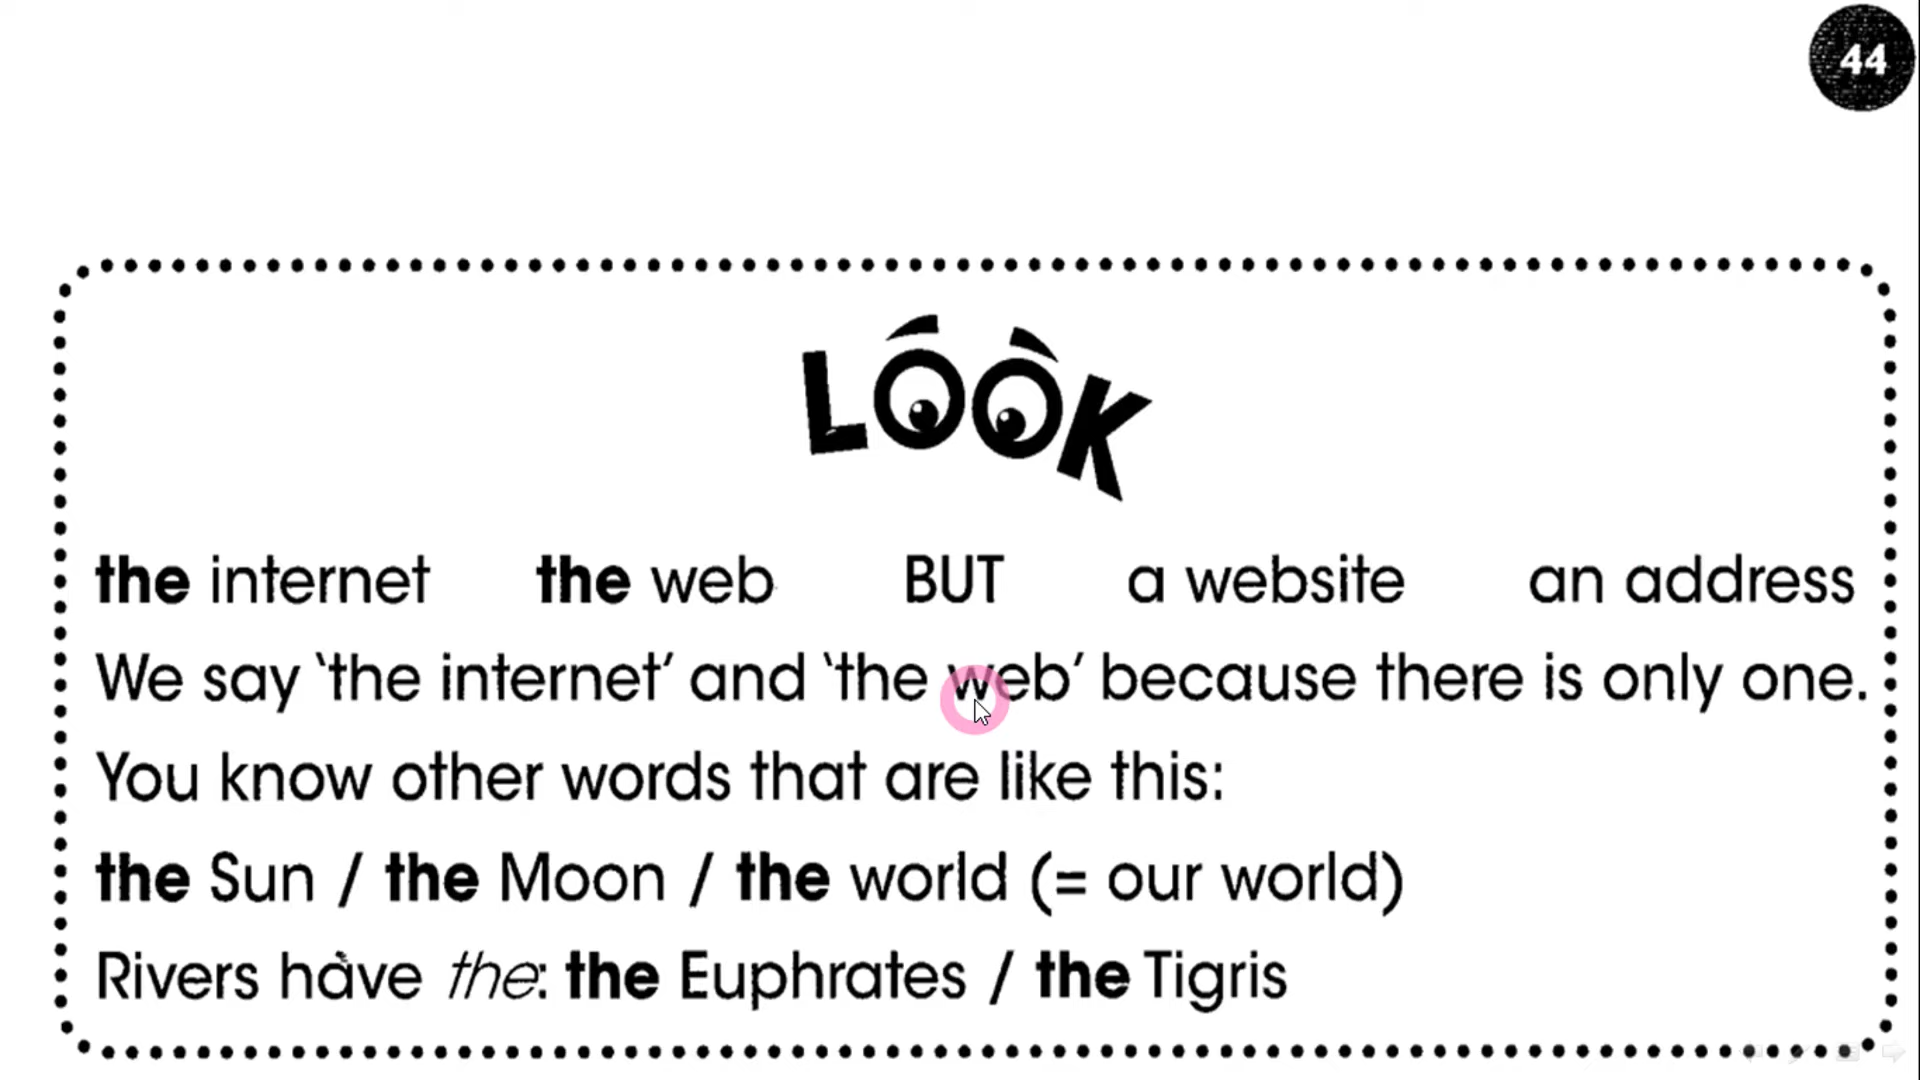 44
LOOK
the internet the web BUT a website an address
We say ‘the internet’ and ‘the web’ because there is only one.
You know other words that are like this:
the Sun / the Moon / the world (= our world)
Rivers have the: the Euphrates / the Tigris